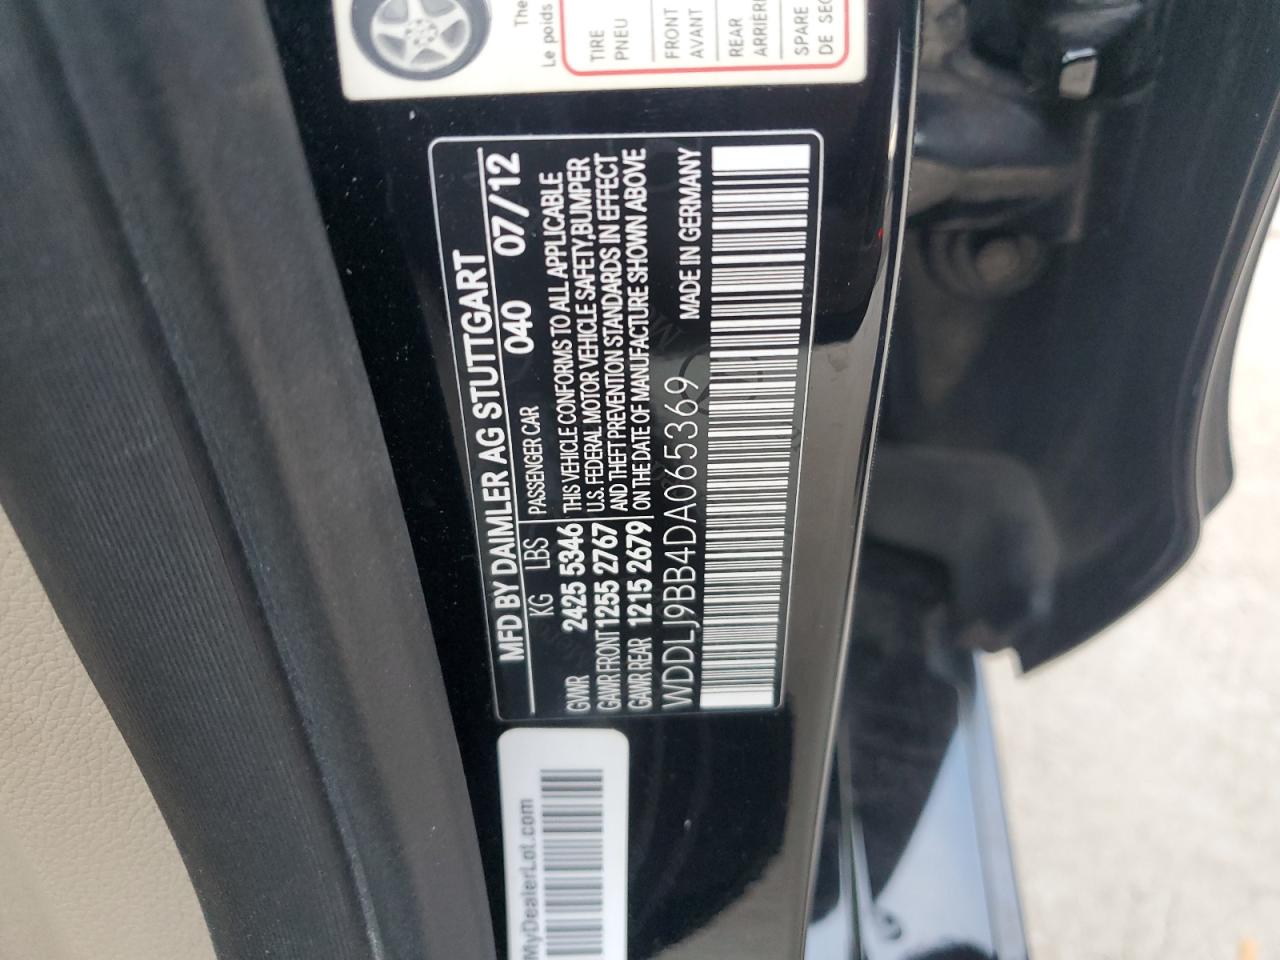 MFD BY DAIMLER AG STUTTGART
KG LBS PASSENGER CAR 040 07/12
GVWR 2425 5346 THIS VEHICLE CONFORMS TO ALL APPLICABLE
GAWR FRONT 1255 2767 U.S. FEDERAL MOTOR VEHICLE SAFETY,BUMPER
AND THEFT PREVENTION STANDARDS IN EFFECT
GAWR REAR 1215 2679 ON THE DATE OF MANUFACTURE SHOWN ABOVE
WDDLJ9BB4DA065369 MADE IN GERMANY
The
Le poids
TIRE
PNEU
FRONT
AVANT
REAR
ARRIÈRE
SPARE
DE
MyDealerLot.com